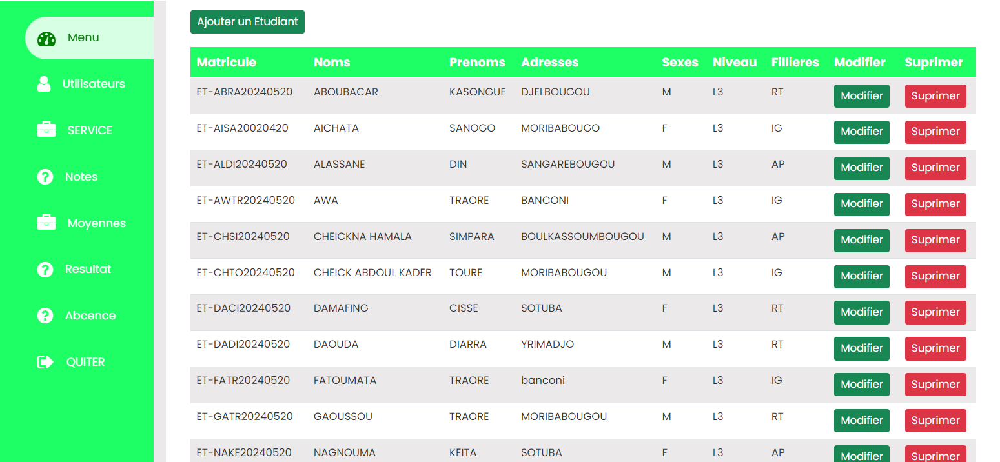 Menu
Utilisateurs
SERVICE
Notes
Moyennes
Resultat
Abcence
QUITER
Ajouter un Etudiant
Matricule Noms Prenoms Adresses Sexes Niveau Fillieres Modifier Suprimer
ET-ABRA20240520 ABOUBACAR KASONGUE DJELBOUGOU M L3 RT Modifier Suprimer
ET-AISA20020420 AICHATA SANOGO MORIBABOUGO F L3 IG Modifier Suprimer
ET-ALDI20240520 ALASSANE DIN SANGAREBOUGOU M L3 AP Modifier Suprimer
ET-AWTR20240520 AWA TRAORE BANCONI F L3 IG Modifier Suprimer
ET-CHSI20240520 CHEICKNA HAMALA SIMPARA BOULKASSOUMBOUGOU M L3 AP Modifier Suprimer
ET-CHTO20240520 CHEICK ABDOUL KADER TOURE MORIBABOUGOU M L3 IG Modifier Suprimer
ET-DACI20240520 DAMAFING CISSE SOTUBA F L3 RT Modifier Suprimer
ET-DADI20240520 DAOUDA DIARRA YRIMADJO M L3 RT Modifier Suprimer
ET-FATR20240520 FATOUMATA TRAORE banconi F L3 IG Modifier Suprimer
ET-GATR20240520 GAOUSSOU TRAORE MORIBABOUGOU M L3 RT Modifier Suprimer
ET-NAKE20240520 NAGNOUMA KEITA SOTUBA F L3 AP Modifier Suprimer